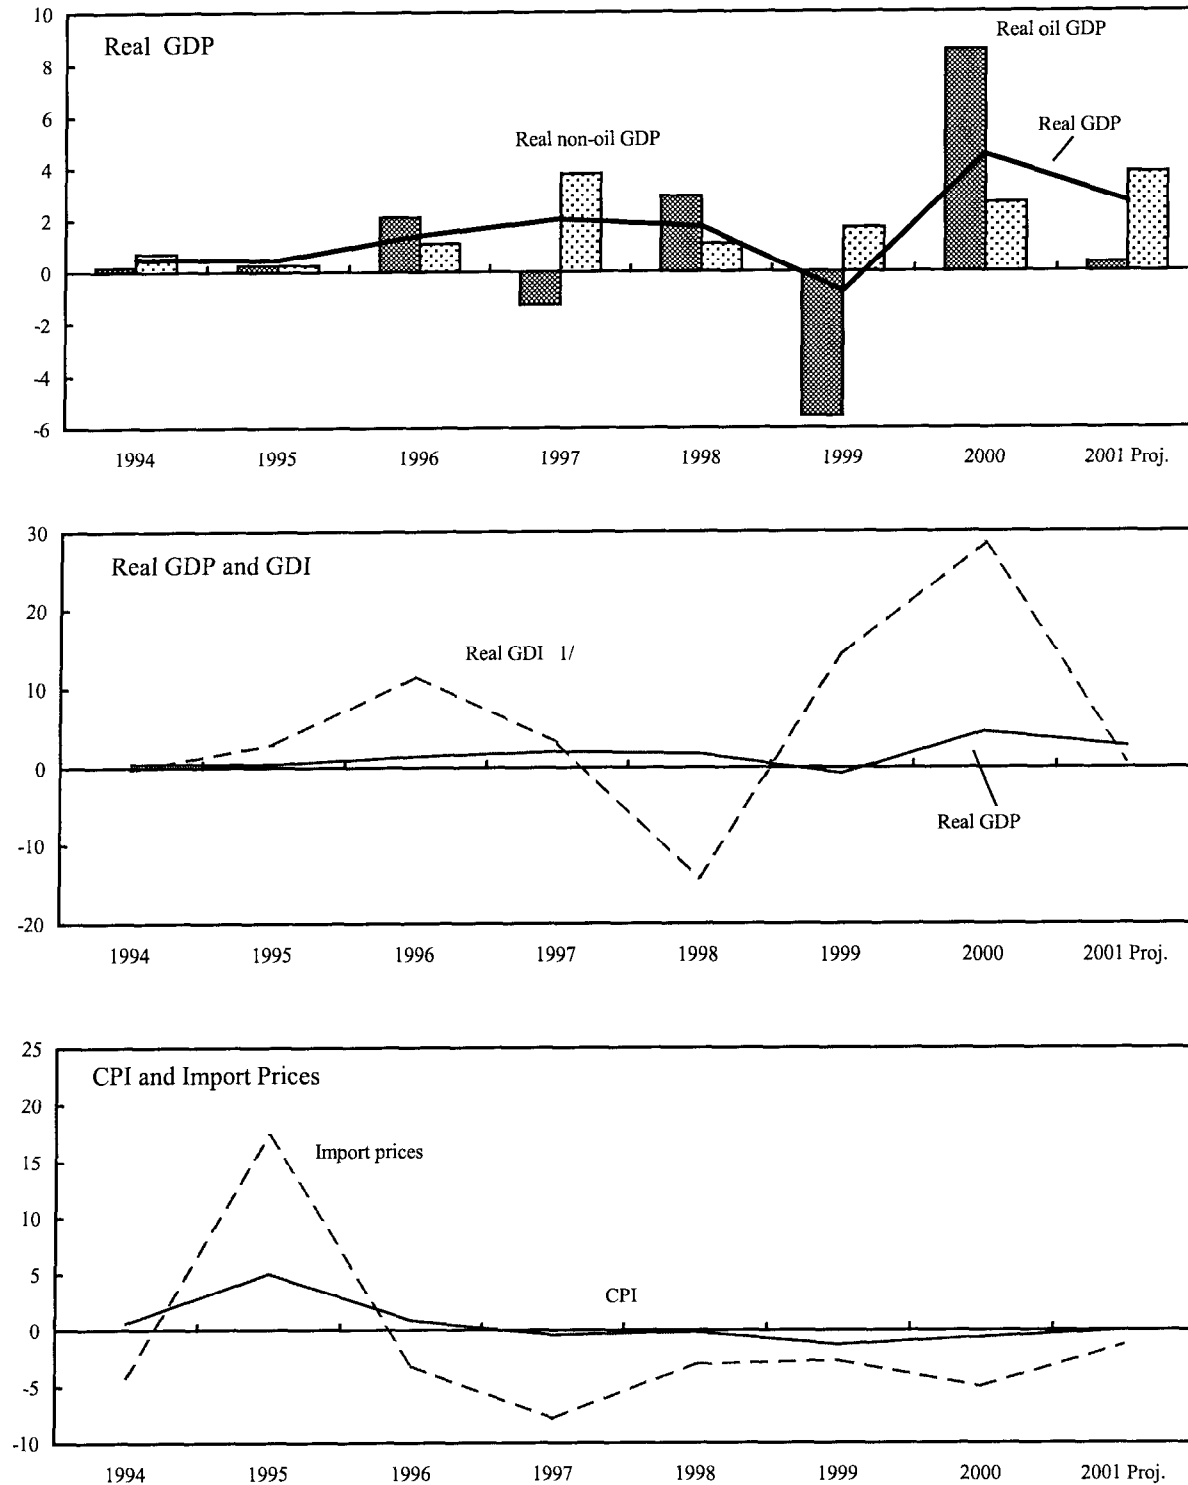 10
Real GDP
Real oil GDP
8
6
Real GDP
Real non-oil GDP
4
2
0
-2
-4
-6
1994 1995 1996 1997 1998 1999 2000 2001 Proj.
30
Real GDP and GDI
20
Real GDI 1/
10
0
Real GDP
-10
-20
1994 1995 1996 1997 1998 1999 2000 2001 Proj.
25
CPI and Import Prices
20
Import prices
15
10
5
CPI
0
-5
-10
1994 1995 1996 1997 1998 1999 2000 2001 Proj.